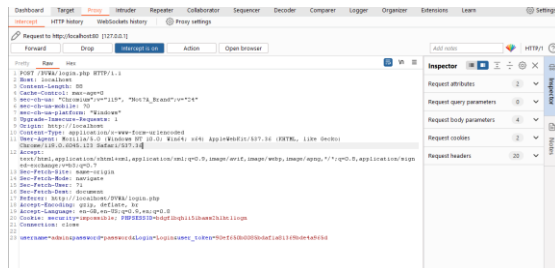 Dashboard Target Proxy Intruder Repeater Collaborator Sequencer Decoder Comparer Logger Organizer Extensions Learn Settings
Intercept HTTP history WebSockets history Proxy settings
Request to http://localhost:80 [127.0.0.1]
Forward Drop Intercept is on Action Open browser Add notes HTTP/1
Pretty Raw Hex
Inspector
Request attributes 2
Request query parameters 0
Request body parameters 4
Request cookies 2
Request headers 20
Inspector
Notes
1 POST /DVWA/login.php HTTP/1.1
2 Host: localhost
3 Content-Length: 88
4 Cache-Control: max-age=0
5 sec-ch-ua: "Chromium";v="119", "Not?A_Brand";v="24"
6 sec-ch-ua-mobile: ?0
7 sec-ch-ua-platform: "Windows"
8 Upgrade-Insecure-Requests: 1
9 Origin: http://localhost
10 Content-Type: application/x-www-form-urlencoded
11 User-Agent: Mozilla/5.0 (Windows NT 10.0; Win64; x64) AppleWebKit/537.36 (KHTML, like Gecko)
Chrome/119.0.6045.123 Safari/537.36
12 Accept:
text/html,application/xhtml+xml,application/xml;q=0.9,image/avif,image/webp,image/apng,*/*;q=0.8,application/sign
ed-exchange;v=b3;q=0.7
13 Sec-Fetch-Site: same-origin
14 Sec-Fetch-Mode: navigate
15 Sec-Fetch-User: ?1
16 Sec-Fetch-Dest: document
17 Referer: http://localhost/DVWA/login.php
18 Accept-Encoding: gzip, deflate, br
19 Accept-Language: en-GB,en-US;q=0.9,en;q=0.8
20 Cookie: security=impossible;
21 Connection: close
22
23 username=admin&password=password&Login=Login&user_token=